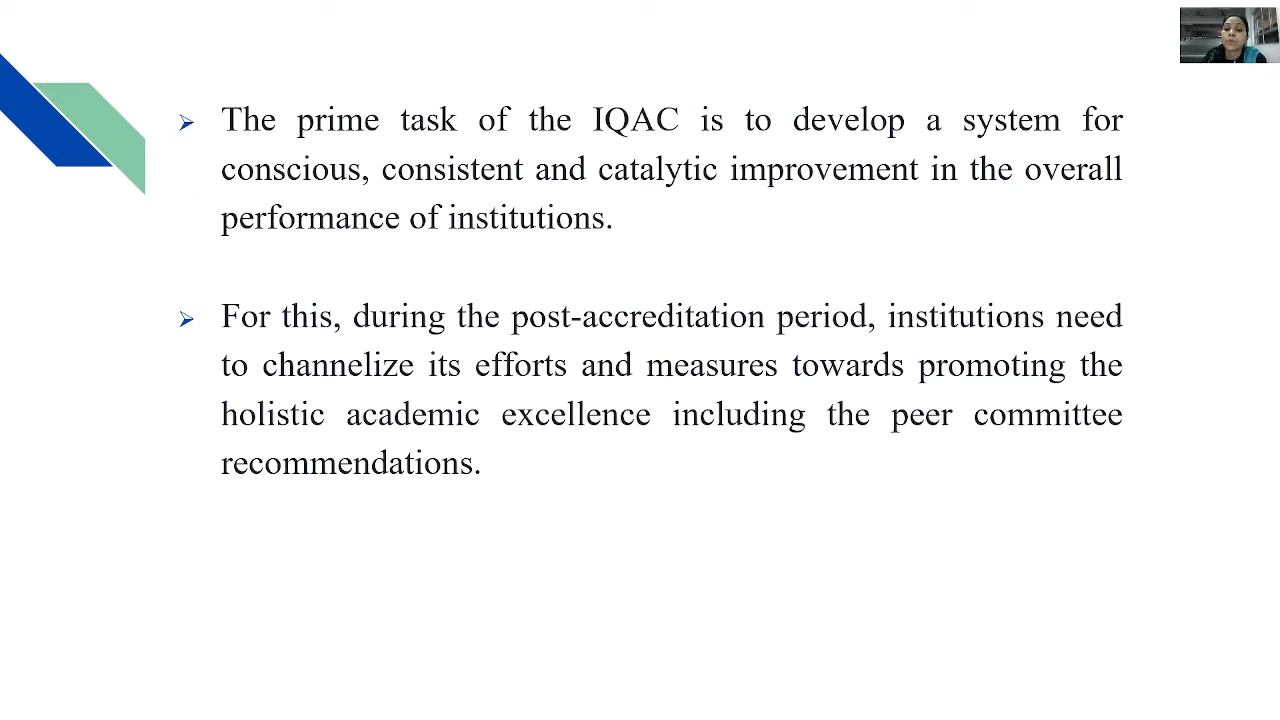 The prime task of the IQAC is to develop a system for
conscious, consistent and catalytic improvement in the overall
performance of institutions.
For this, during the post-accreditation period, institutions need
to channelize its efforts and measures towards promoting the
holistic academic excellence including the peer committee
recommendations.